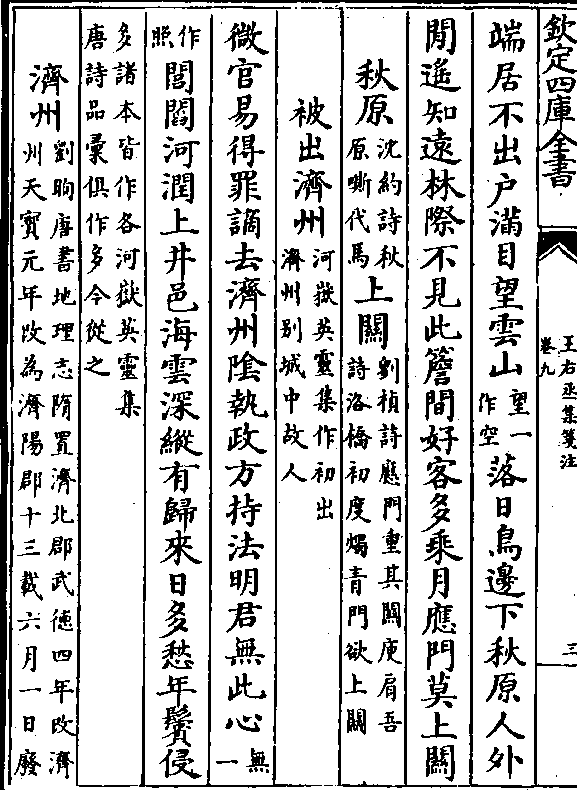 欽定四庫全書
王右丞集箋注
卷九
三
端居不出户滿目望雲山望一作空落日鳥邊下秋原人外
閒遥知遠林際不見此簷間好客多乘月應門莫上關
秋原沈約詩秋原嘶代馬上關劉楨詩應門重其關庾肩吾詩洛橋初度燭青門欲上關
被出濟州河嶽英靈集作初出濟州别城中故人
微官易得罪謫去濟州陰執政方持法明君無此心無一
作照閭閻河潤上井邑海雲深縱有歸來日多愁年鬢侵
多諸本皆作各河嶽英靈集唐詩品彙俱作多今從之
濟州劉昫唐書地理志隋置濟北郡武徳四年改濟州天寳元年改為濟陽郡十三載六月一日廢